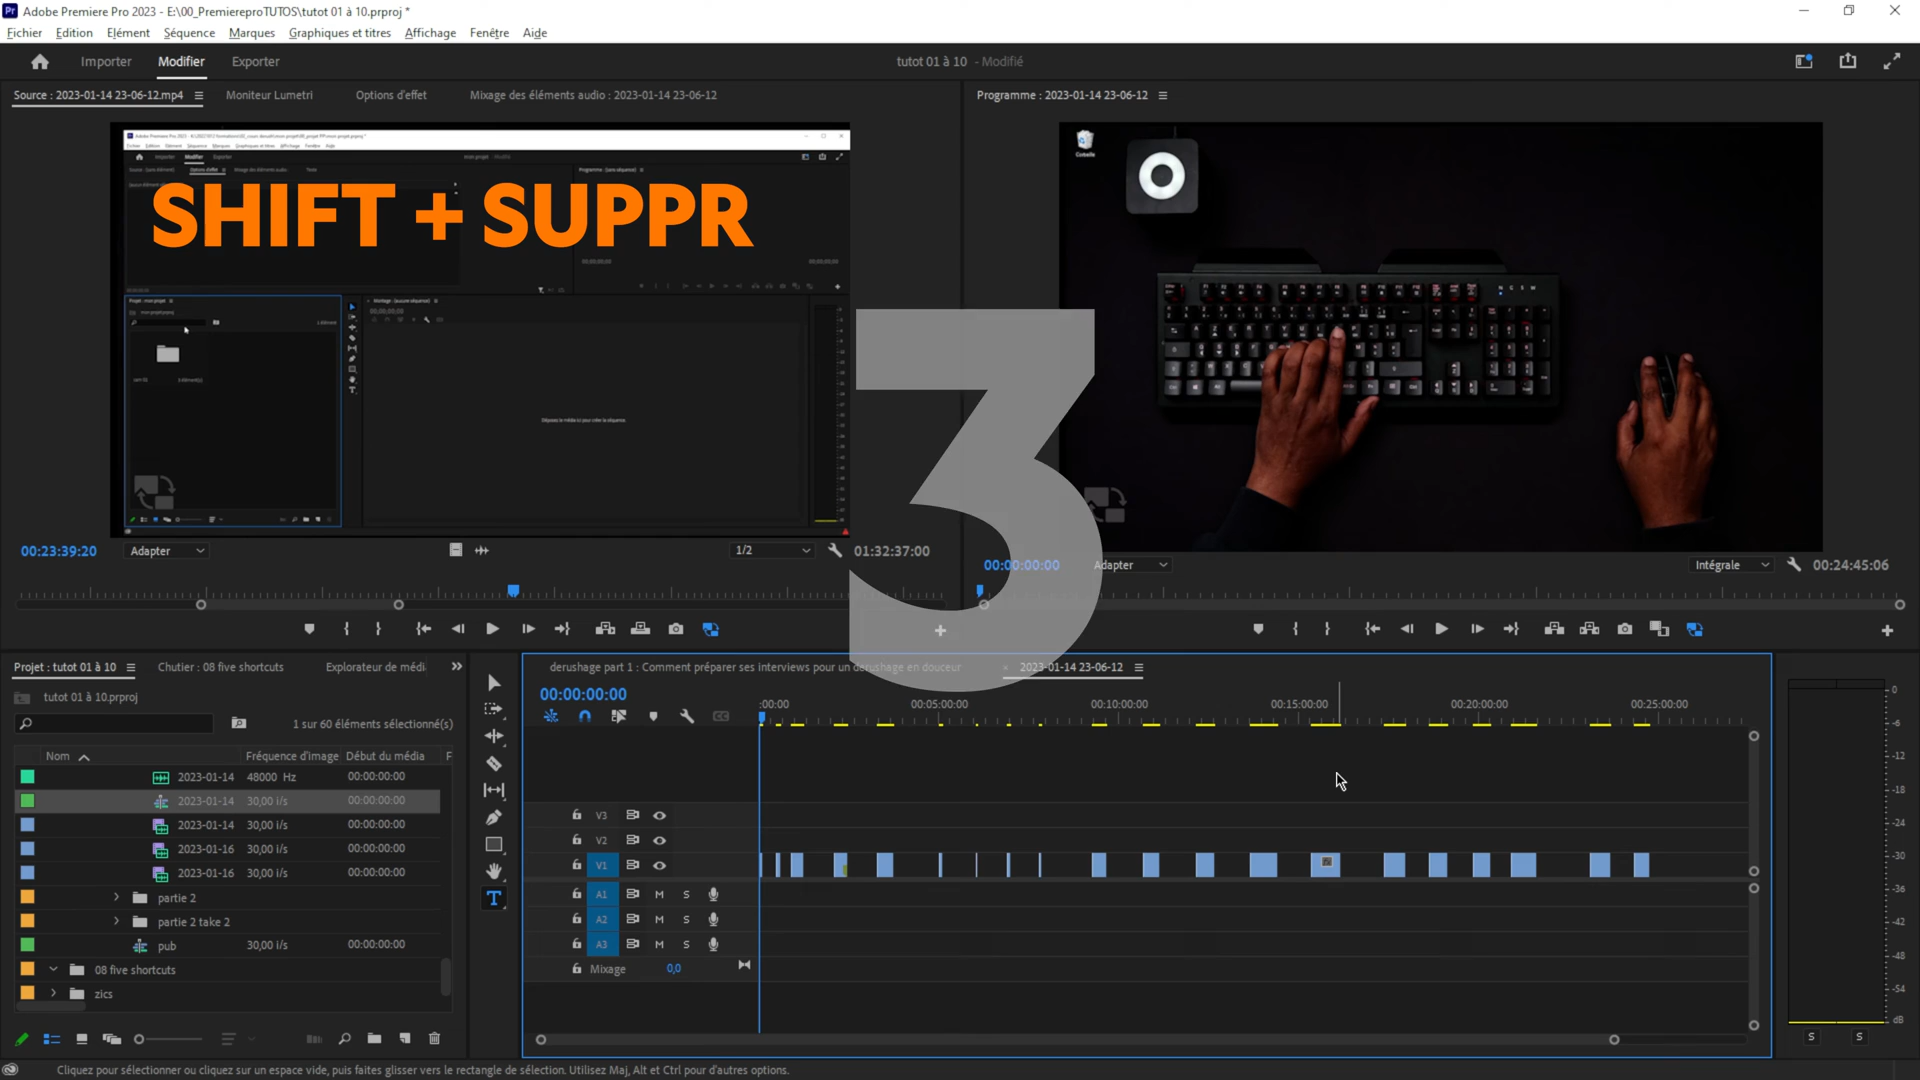 Adobe Premiere Pro 2023 - E:\00_PremiereproTUTOS\tutot 01 à 10.prproj *
Fichier Edition Elément Séquence Marques Graphiques et titres Affichage Fenêtre Aide
Importer Modifier Exporter
tutot 01 à 10 - Modifié
Source : 2023-01-14 23-06-12.mp4 Moniteur Lumetri Options d'effet Mixage des éléments audio : 2023-01-14 23-06-12
Programme : 2023-01-14 23-06-12
Importer Modifier Exporter
SHIFT + SUPPR
Corbeille
Déposez le média ici pour créer la séquence.
3
00:23:39:20 Adapter 1/2 01:32:37:00
00:00:00:00 Adapter Intégrale 00:24:45:06
Projet : tutot 01 à 10 Chutier : 08 five shortcuts Explorateur de médi
tutot 01 à 10.prproj
1 sur 60 éléments sélectionné(s)
Nom Fréquence d'image Début du média F
2023-01-14 48000 Hz 00:00:00:00
2023-01-14 30,00 i/s 00:00:00:00
2023-01-14 30,00 i/s 00:00:00:00
2023-01-16 30,00 i/s 00:00:00:00
2023-01-16 30,00 i/s 00:00:00:00
partie 2
partie 2 take 2
pub 30,00 i/s 00:00:00:00
08 five shortcuts
zics
derushage part 1 : Comment préparer ses interviews pour un derushage en douceur 2023-01-14 23-06-12
00:00:00:00
:00:00 00:05:00:00 00:10:00:00 00:15:00:00 00:20:00:00 00:25:00:00
V3
V2
V1
A1 M S
A2 M S
A3 M S
Mixage 0,0
0
-6
-12
-18
-24
-30
-36
-42
-48
-54
dB
S S
Cliquez pour sélectionner ou cliquez sur un espace vide, puis faites glisser vers le rectangle de sélection. Utilisez Maj, Alt et Ctrl pour d'autres options.